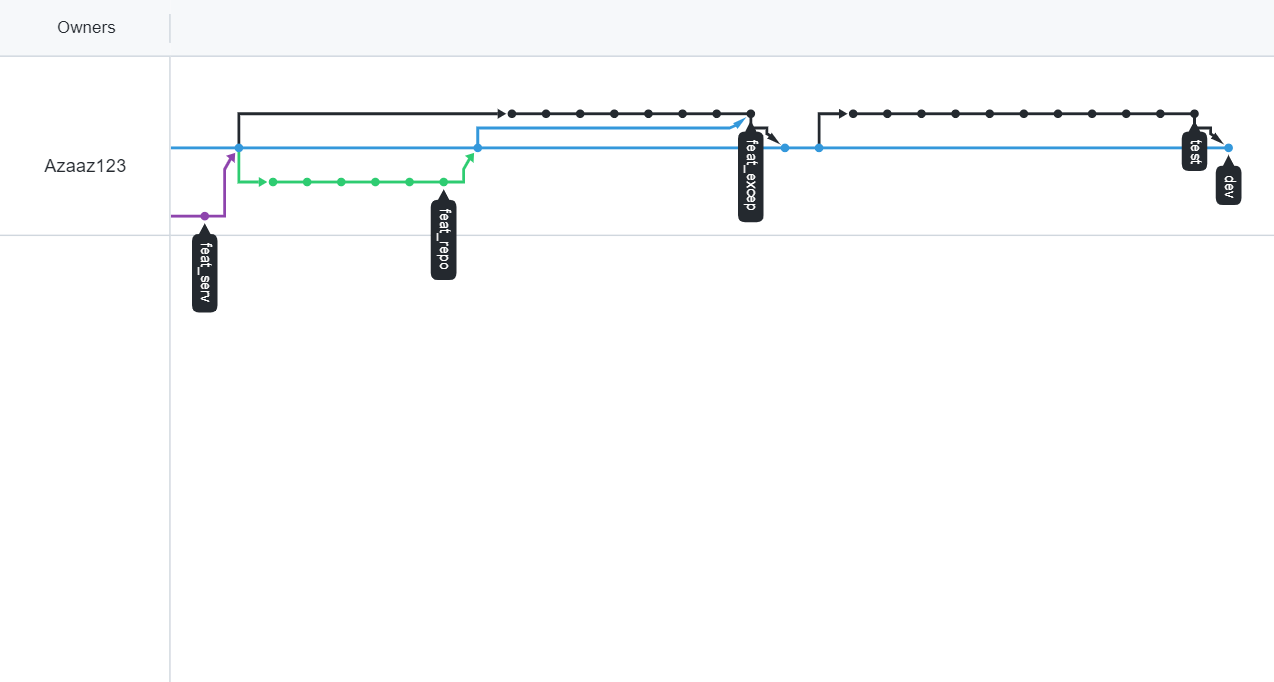 Owners
Azaaz123
feat_serv
feat_repo
feat_excep
test
dev